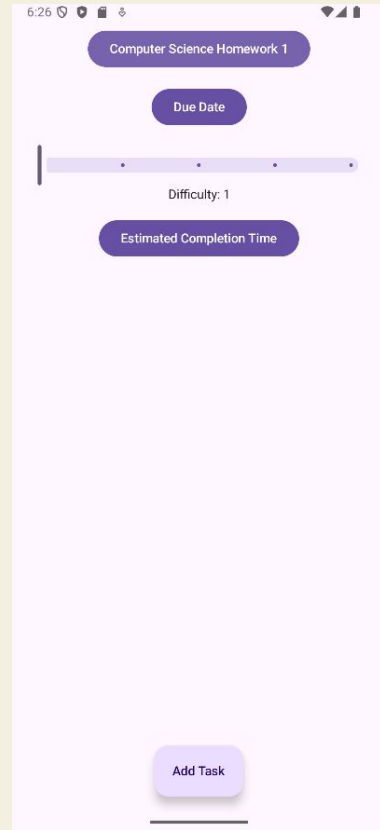 6:26
Computer Science Homework 1
Due Date
Difficulty: 1
Estimated Completion Time
Add Task